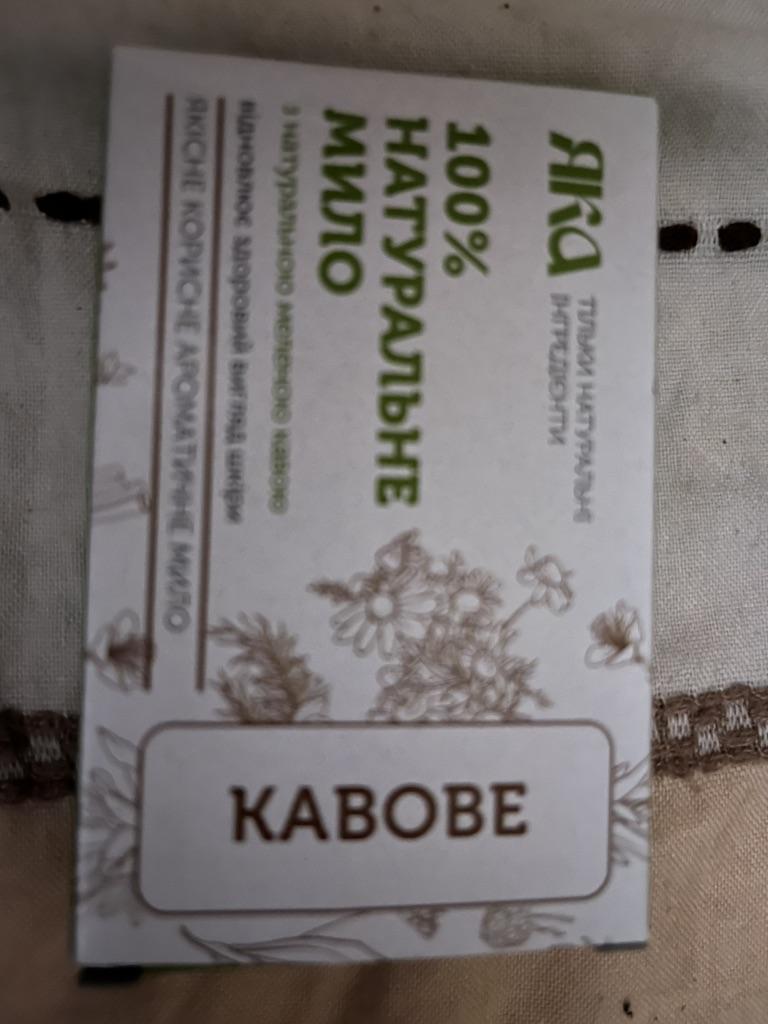 ЯКА
ТІЛЬКИ НАТУРАЛЬНІ
ІНГРЕДІЄНТИ
100%
НАТУРАЛЬНЕ
МИЛО
з натуральною меленою кавою
відновлює здоровий вигляд шкіри
ЯКІСНЕ КОРИСНЕ АРОМАТИЧНЕ МИЛО
КАВОВЕ